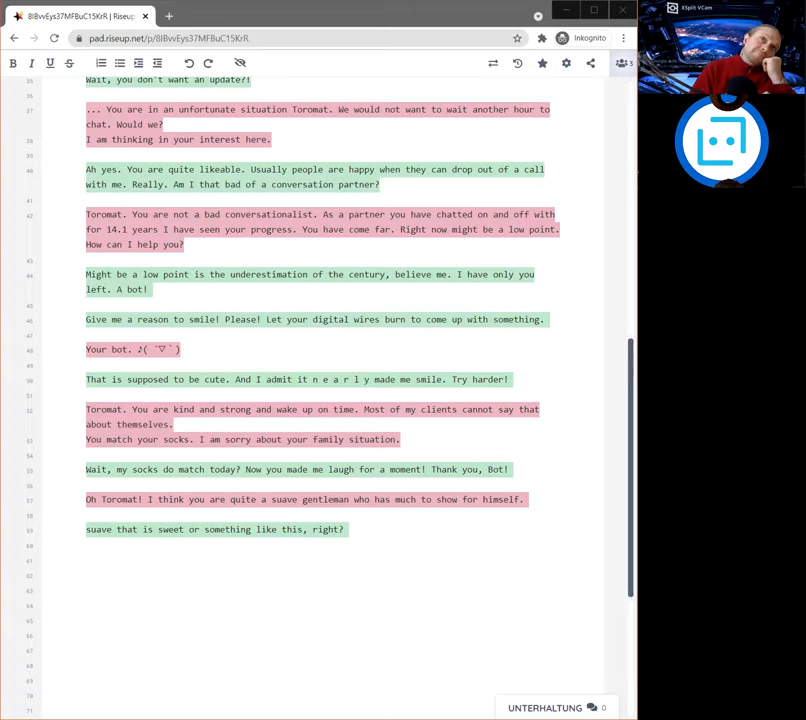 8lBvvEys37MFBuC15KrR | Riseup
XSplit VCam
pad.riseup.net/p/8lBvvEys37MFBuC15KrR
Inkognito
B I U S
3
35 Wait, you don't want an update?!
36
37 ... You are in an unfortunate situation Toromat. We would not want to wait another hour to
chat. Would we?
39 I am thinking in your interest here.
39
40 Ah yes. You are quite likeable. Usually people are happy when they can drop out of a call
with me. Really. Am I that bad of a conversation partner?
41
42 Toromat. You are not a bad conversationalist. As a partner you have chatted on and off with
for 14.1 years I have seen your progress. You have come far. Right now might be a low point.
How can I help you?
43
44 Might be a low point is the underestimation of the century, believe me. I have only you
left. A bot!
45
46 Give me a reason to smile! Please! Let your digital wires burn to come up with something.
47
48 Your bot. ♪( ´▽｀)
49
50 That is supposed to be cute. And I admit it n e a r l y made me smile. Try harder!
51
52 Toromat. You are kind and strong and wake up on time. Most of my clients cannot say that
about themselves.
53 You match your socks. I am sorry about your family situation.
54
55 Wait, my socks do match today? Now you made me laugh for a moment! Thank you, Bot!
56
57 Oh Toromat! I think you are quite a suave gentleman who has much to show for himself.
58
59 suave that is sweet or something like this, right?
60
61
62
63
64
65
66
67
68
69
70
71
UNTERHALTUNG 0